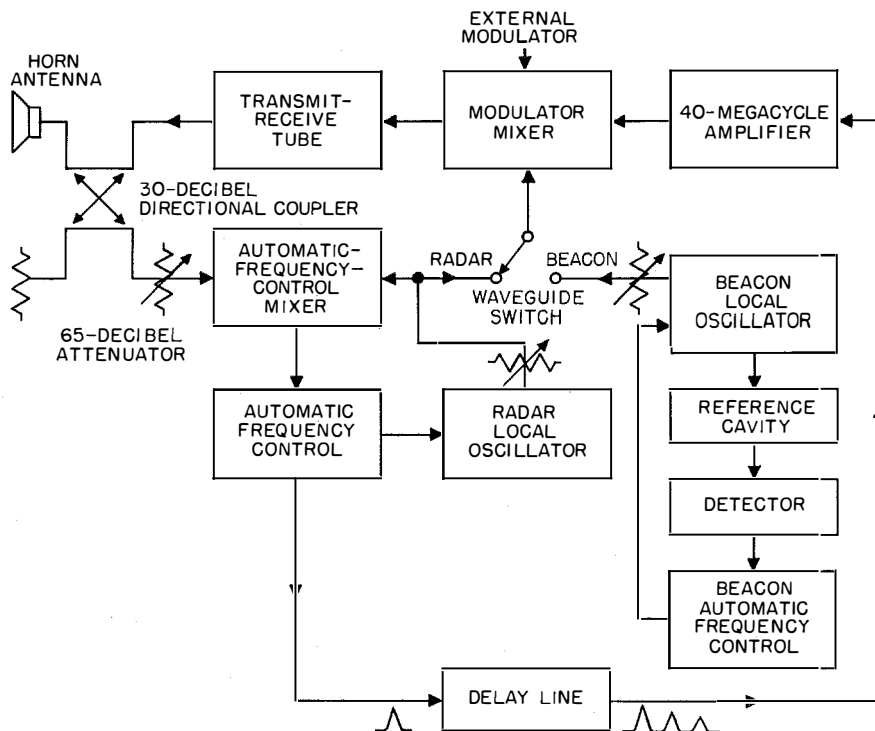 EXTERNAL
MODULATOR
HORN
ANTENNA
TRANSMIT-
RECEIVE
TUBE
MODULATOR
MIXER
40-MEGACYCLE
AMPLIFIER
30-DECIBEL
DIRECTIONAL COUPLER
AUTOMATIC-
FREQUENCY-
CONTROL
MIXER
RADAR
BEACON
WAVEGUIDE
SWITCH
BEACON
LOCAL
OSCILLATOR
65-DECIBEL
ATTENUATOR
AUTOMATIC
FREQUENCY
CONTROL
RADAR
LOCAL
OSCILLATOR
REFERENCE
CAVITY
DETECTOR
BEACON
AUTOMATIC
FREQUENCY
CONTROL
DELAY LINE